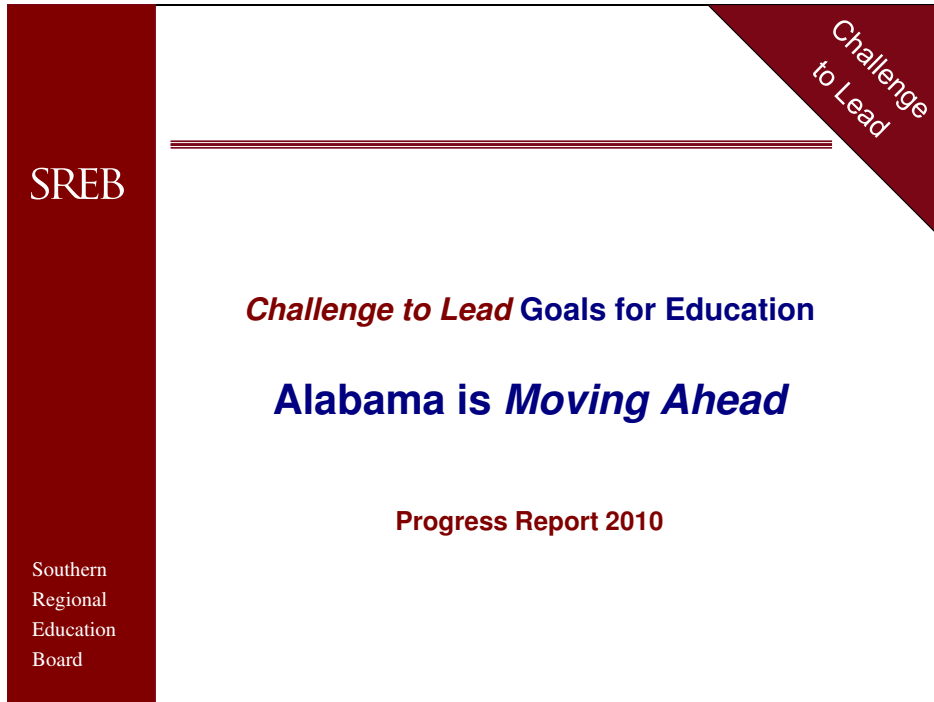 Challenge
to Lead
SREB
Challenge to Lead Goals for Education
Alabama is Moving Ahead
Progress Report 2010
Southern
Regional
Education
Board